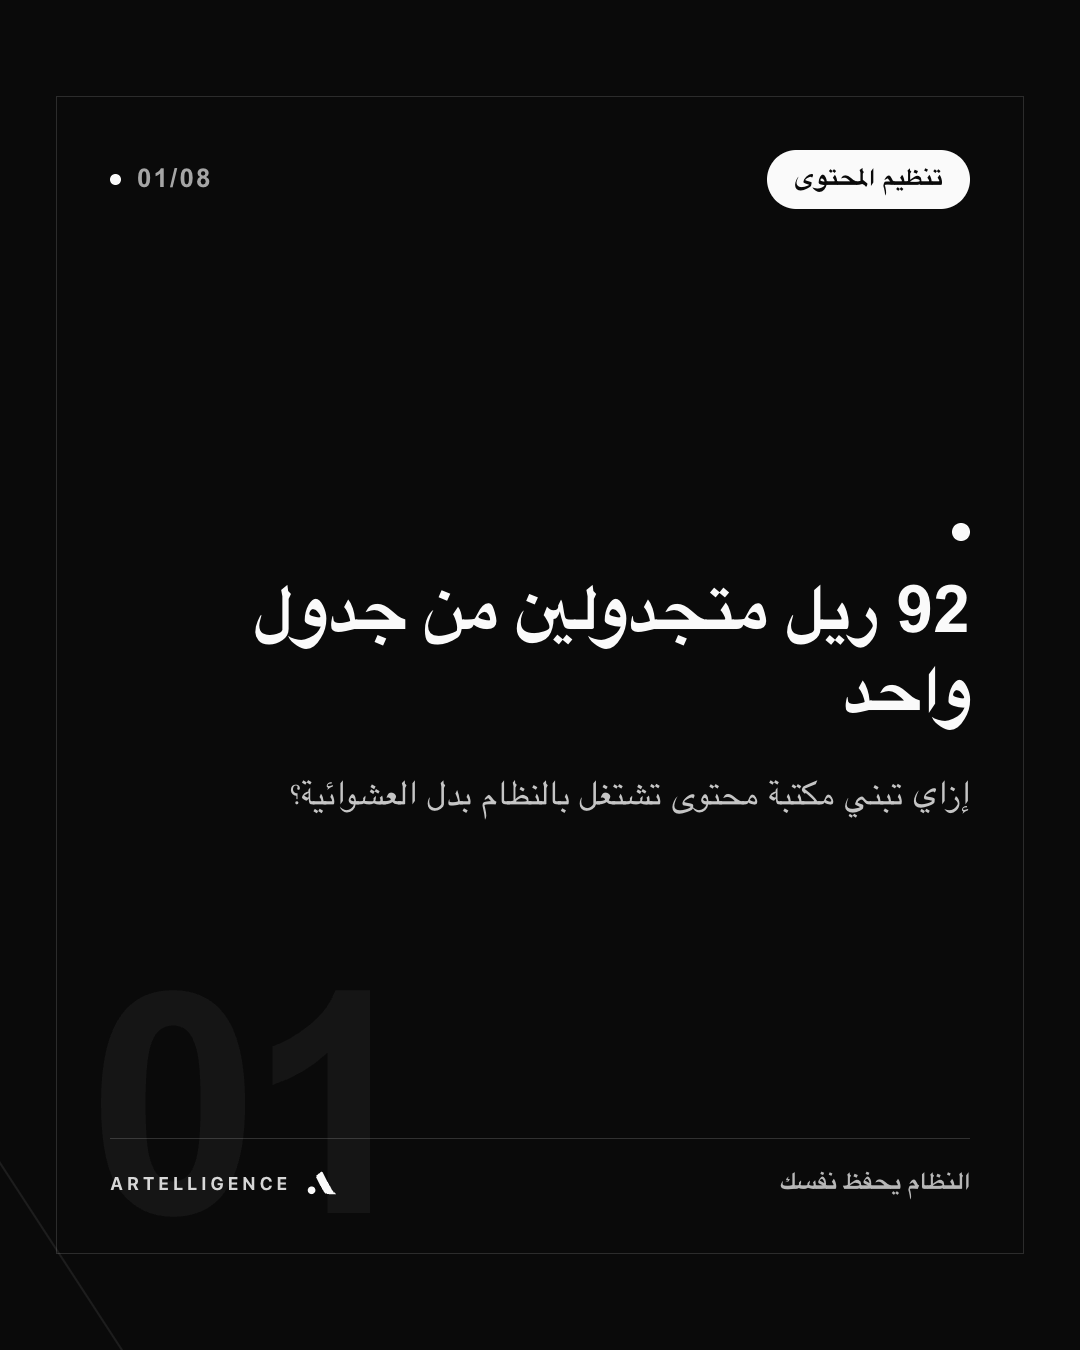 تنظيم المحتوى
01/08
92 ريل متجدولين من جدول
واحد
إزاي تبني مكتبة محتوى تشتغل بالنظام بدل العشوائية؟
01
النظام يحفظ نفسك
ARTELLIGENCE